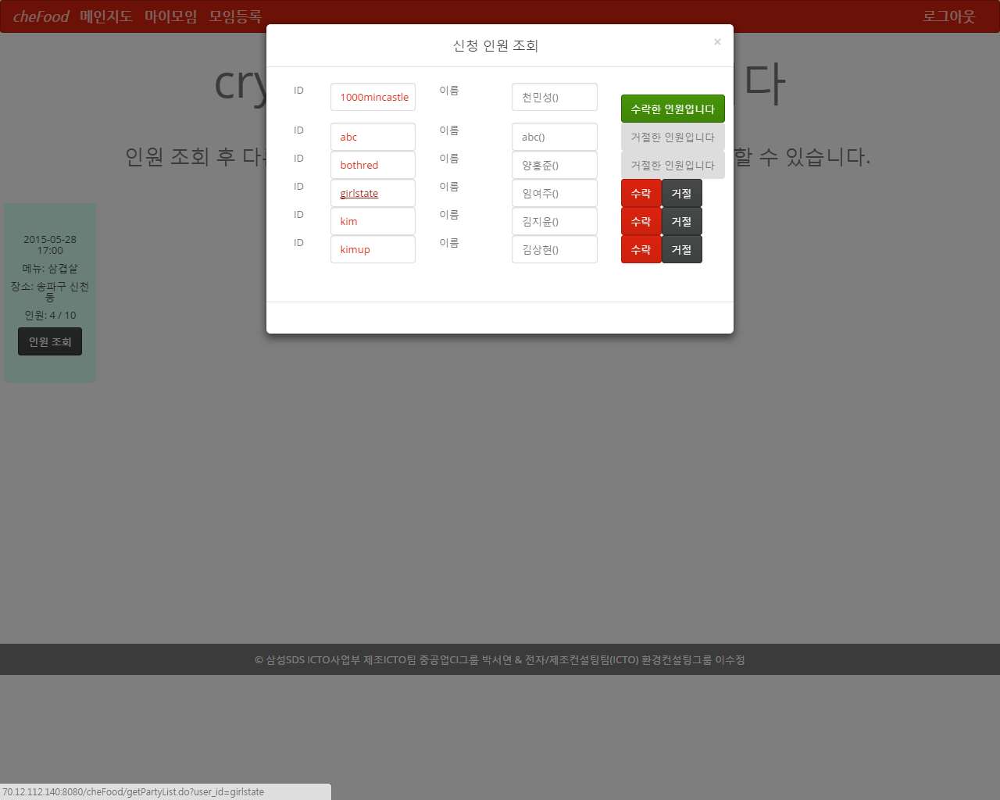 cheFood 메인지도 마이모임 모임등록 로그아웃
신청 인원 조회 ×
ID 1000mincastle 이름 천민성() 수락한 인원입니다
ID abc 이름 abc() 거절한 인원입니다
ID bothred 이름 양홍준() 거절한 인원입니다
ID girlstate 이름 임여주() 수락 거절
ID kim 이름 김지윤() 수락 거절
ID kimup 이름 김상현() 수락 거절
인원 조회 후 할 수 있습니다.
2015-05-28
17:00
메뉴: 삼겹살
장소: 송파구 신천
동
인원: 4 / 10
인원 조회
© 삼성SDS ICTO사업부 제조ICTO팀 중공업CI그룹 박서연 & 전자/제조컨설팅팀(ICTO) 환경컨설팅그룹 이수정
70.12.112.140:8080/cheFood/getPartyList.do?user_id=girlstate